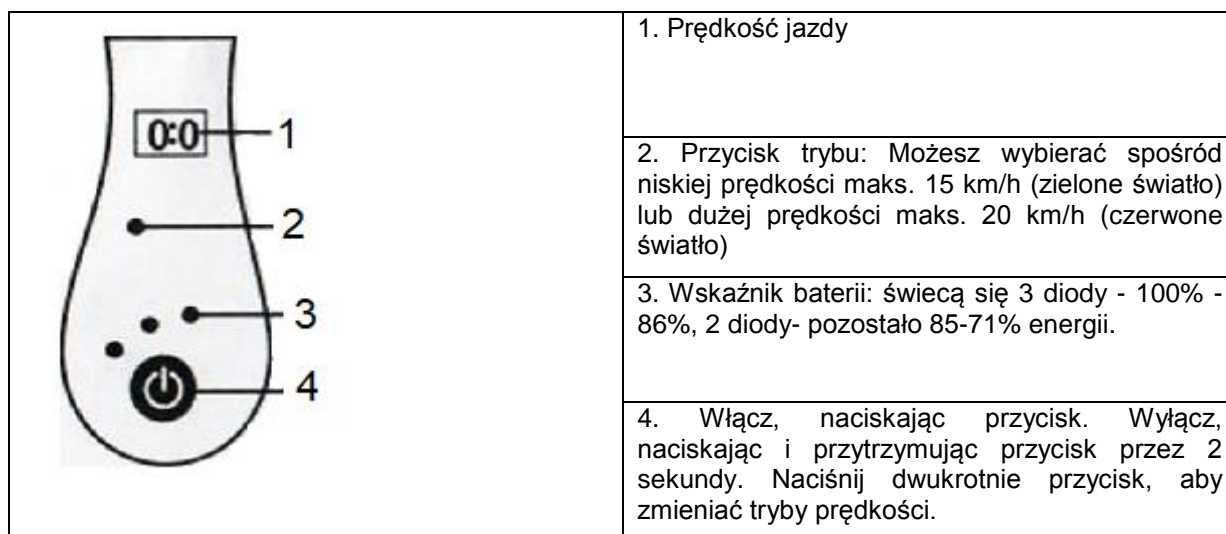 0:0
1
2
3
4
1. Prędkość jazdy
2. Przycisk trybu: Możesz wybierać spośród
niskiej prędkości maks. 15 km/h (zielone światło)
lub dużej prędkości maks. 20 km/h (czerwone
światło)
3. Wskaźnik baterii: świecą się 3 diody - 100% -
86%, 2 diody- pozostało 85-71% energii.
4. Włącz, naciskając przycisk. Wyłącz,
naciskając i przytrzymując przycisk przez 2
sekundy. Naciśnij dwukrotnie przycisk, aby
zmieniać tryby prędkości.